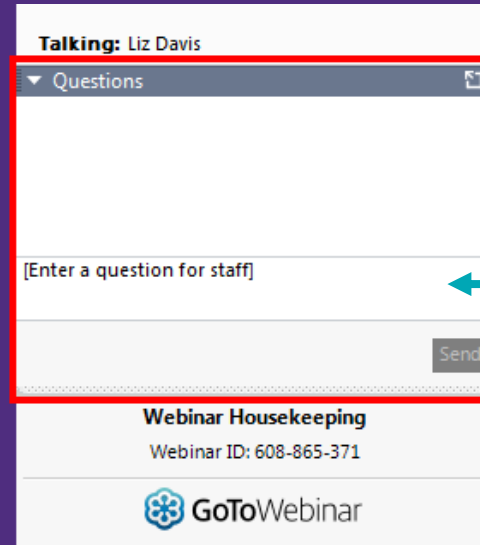 Talking: Liz Davis
Questions
[Enter a question for staff]
Send
Webinar Housekeeping
Webinar ID: 608-865-371
GoToWebinar